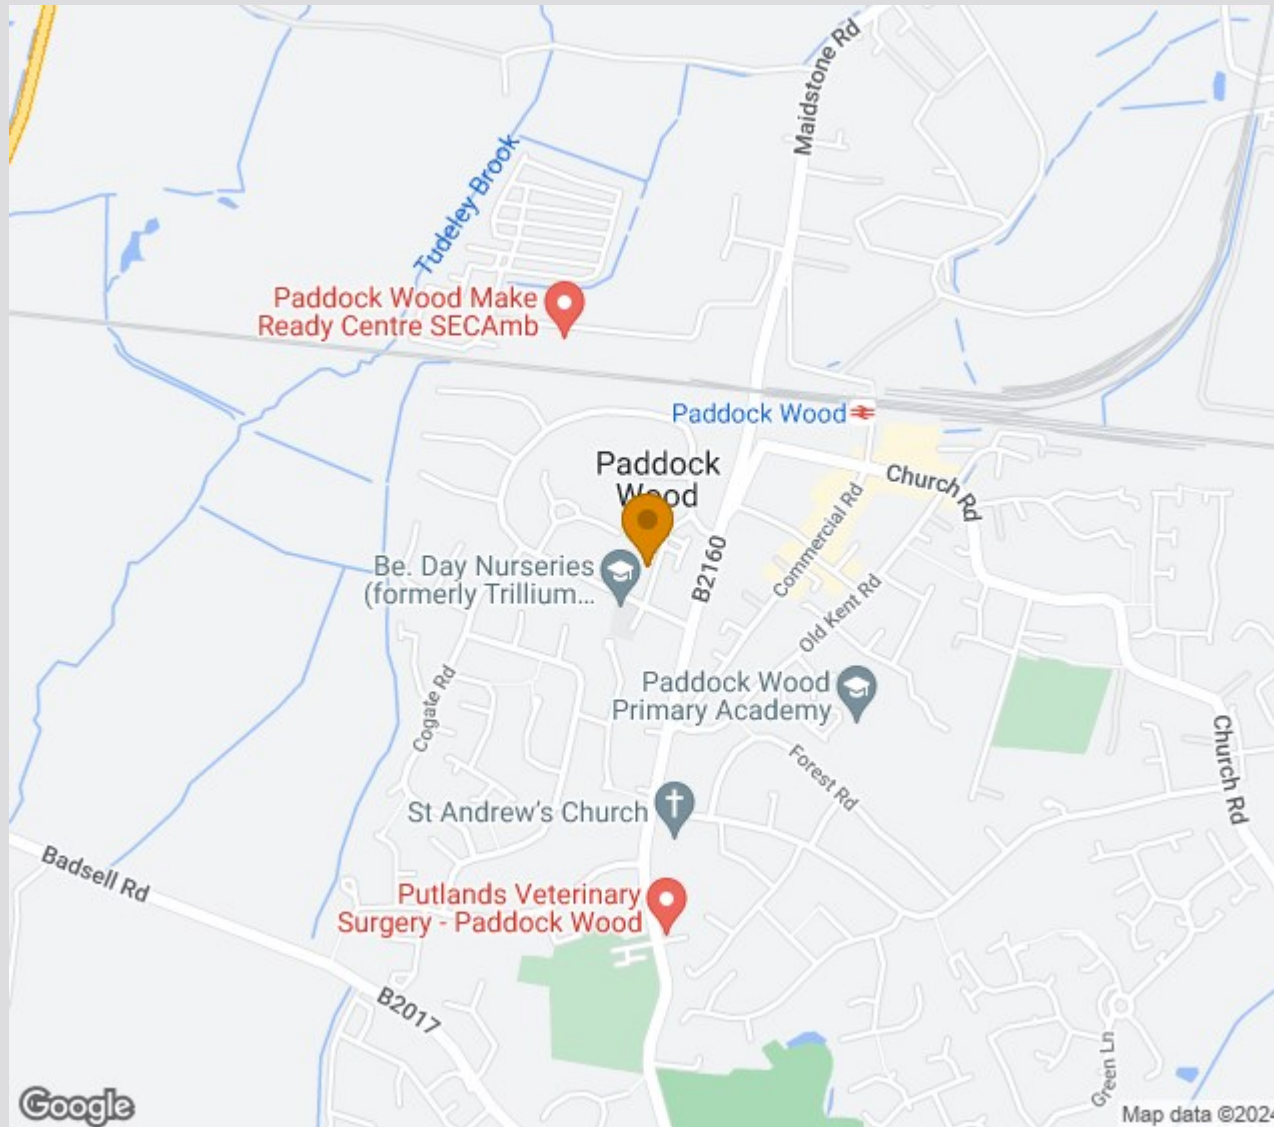 Maidstone Rd
Tudeley Brook
Paddock Wood Make
Ready Centre SECAmb
Paddock Wood
Paddock
Wood
Church Rd
Commercial Rd
B2160
Be. Day Nurseries
(formerly Trillium...
Old Kent Rd
Paddock Wood
Primary Academy
Cogate Rd
Church Rd
Forest Rd
St Andrew's Church
Badsell Rd
Putlands Veterinary
Surgery - Paddock Wood
B2017
Green Ln
Google
Map data ©2024